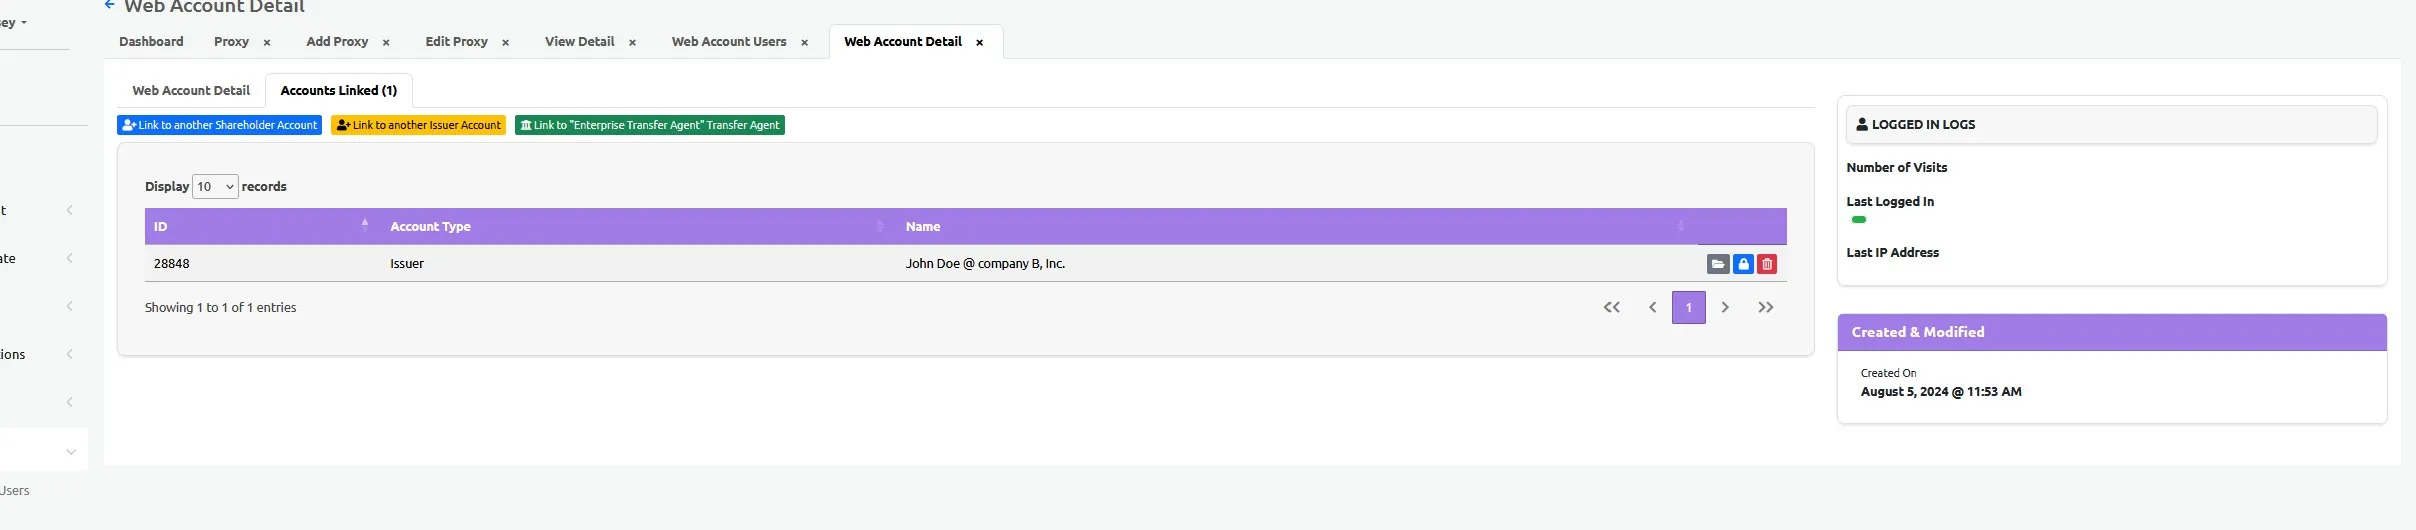 Web Account Detail
sey
Dashboard Proxy × Add Proxy × Edit Proxy × View Detail × Web Account Users × Web Account Detail ×
Web Account Detail Accounts Linked (1)
Link to another Shareholder Account Link to another Issuer Account Link to "Enterprise Transfer Agent" Transfer Agent
Display 10 records
ID Account Type Name
28848 Issuer John Doe @ company B, Inc.
Showing 1 to 1 of 1 entries
1
LOGGED IN LOGS
Number of Visits
Last Logged In
Last IP Address
Created & Modified
Created On
August 5, 2024 @ 11:53 AM
t
ate
ions
Users